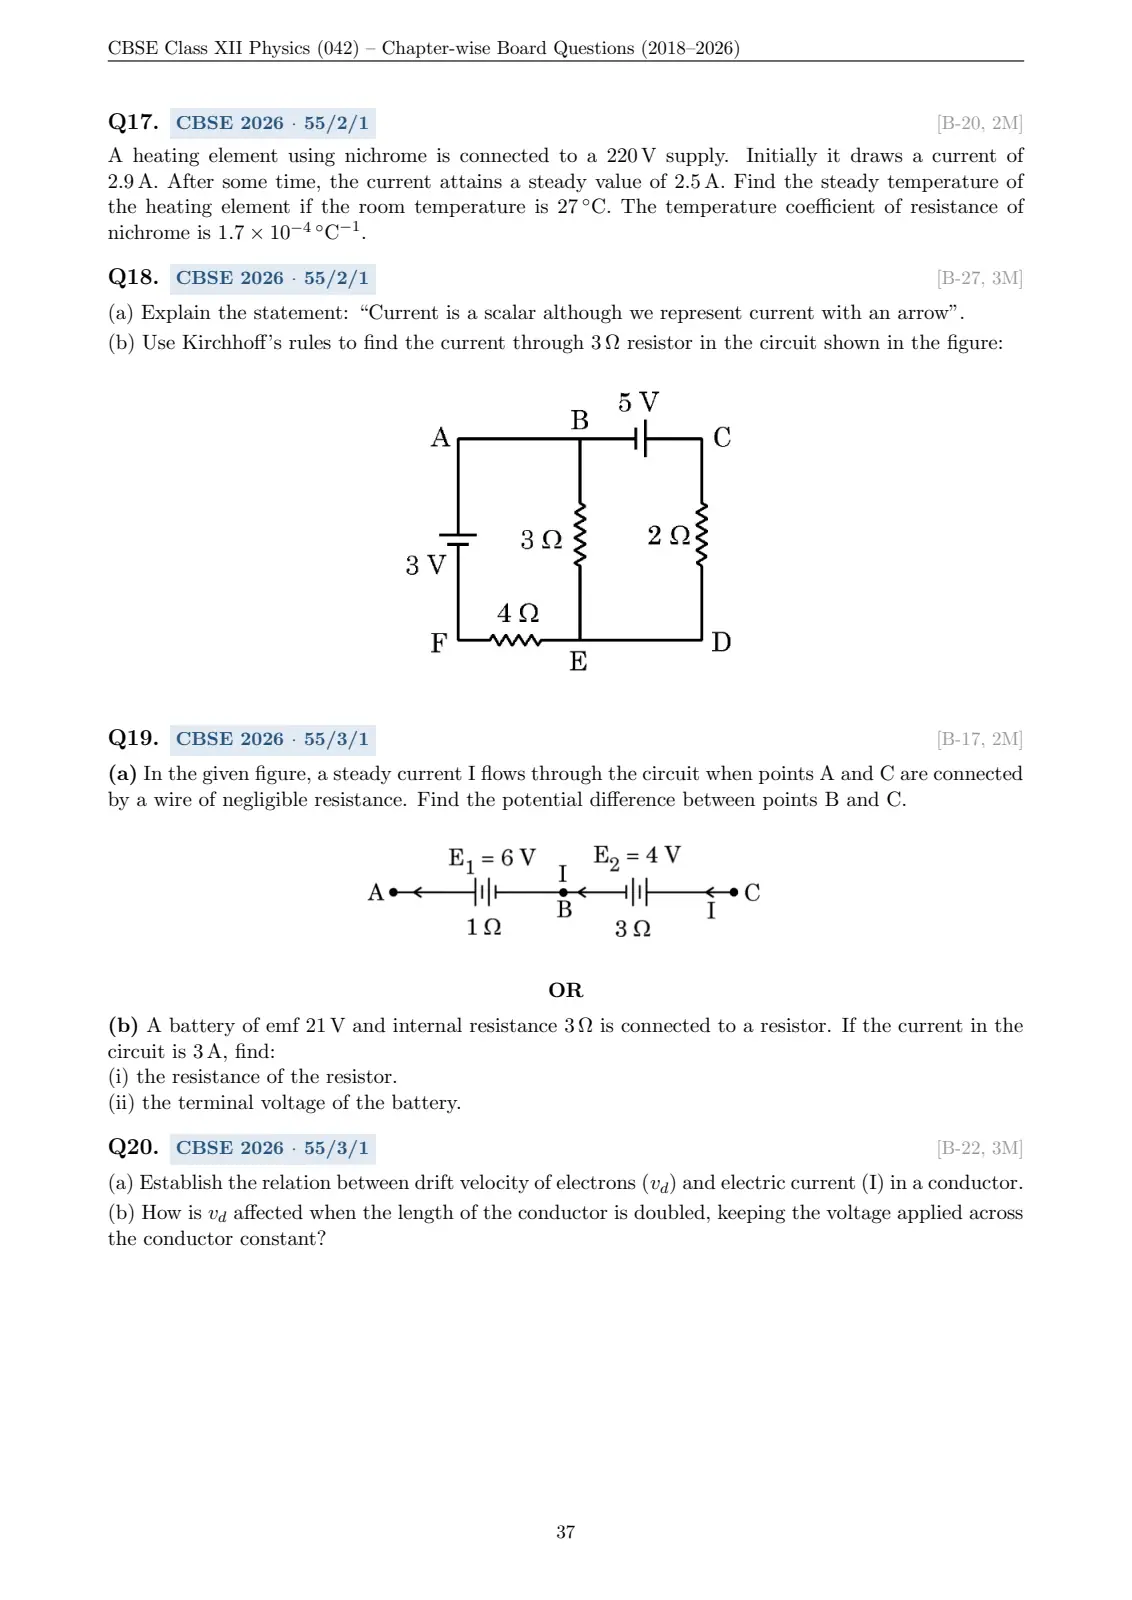 CBSE Class XII Physics (042) – Chapter-wise Board Questions (2018–2026)
Q17. CBSE 2026 · 55/2/1 [B-20, 2M]
A heating element using nichrome is connected to a 220 V supply. Initially it draws a current of
2.9 A. After some time, the current attains a steady value of 2.5 A. Find the steady temperature of
the heating element if the room temperature is 27 °C. The temperature coefficient of resistance of
nichrome is 1.7 × 10⁻⁴ °C⁻¹.
Q18. CBSE 2026 · 55/2/1 [B-27, 3M]
(a) Explain the statement: “Current is a scalar although we represent current with an arrow”.
(b) Use Kirchhoff’s rules to find the current through 3 Ω resistor in the circuit shown in the figure:
5 V
B
A
C
3 Ω
2 Ω
3 V
4 Ω
F
D
E
Q19. CBSE 2026 · 55/3/1 [B-17, 2M]
(a) In the given figure, a steady current I flows through the circuit when points A and C are connected
by a wire of negligible resistance. Find the potential difference between points B and C.
E₁ = 6 V E₂ = 4 V
I
A C
B I
1 Ω 3 Ω
OR
(b) A battery of emf 21 V and internal resistance 3 Ω is connected to a resistor. If the current in the
circuit is 3 A, find:
(i) the resistance of the resistor.
(ii) the terminal voltage of the battery.
Q20. CBSE 2026 · 55/3/1 [B-22, 3M]
(a) Establish the relation between drift velocity of electrons (v_d) and electric current (I) in a conductor.
(b) How is v_d affected when the length of the conductor is doubled, keeping the voltage applied across
the conductor constant?
37